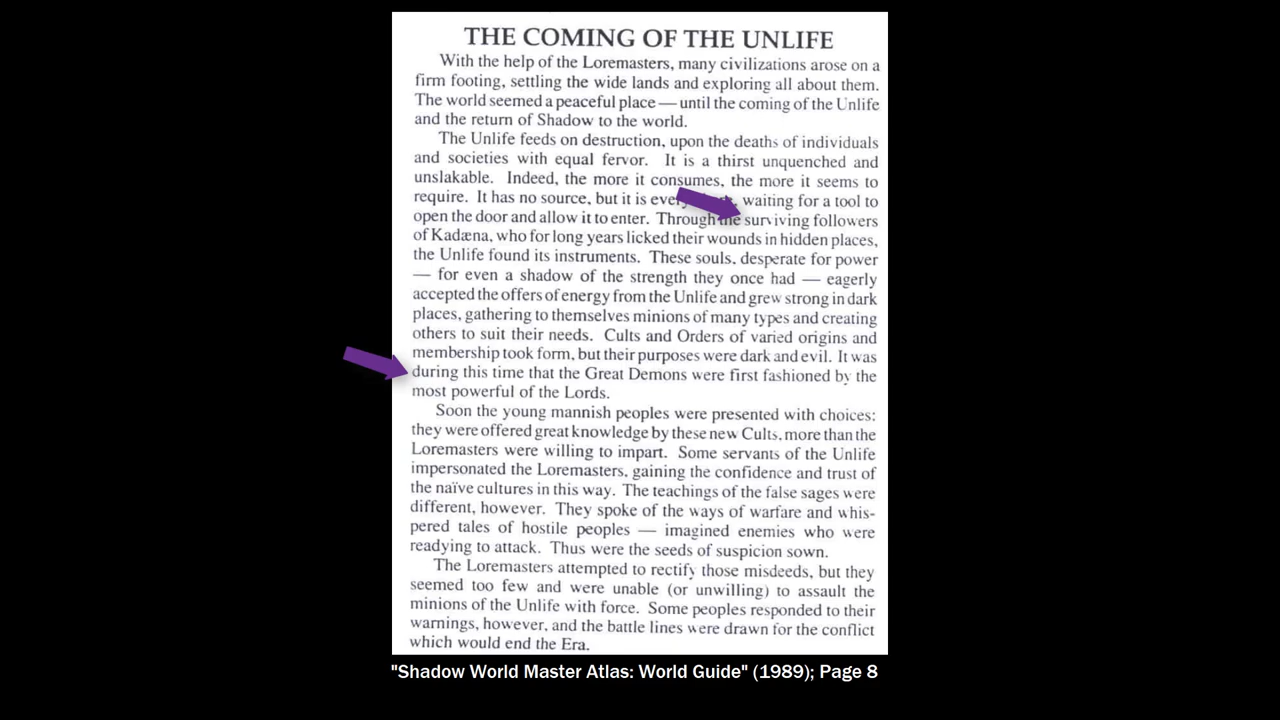 THE COMING OF THE UNLIFE
With the help of the Loremasters, many civilizations arose on a
firm footing, settling the wide lands and exploring all about them.
The world seemed a peaceful place — until the coming of the Unlife
and the return of Shadow to the world.
The Unlife feeds on destruction, upon the deaths of individuals
and societies with equal fervor. It is a thirst unquenched and
unslakable. Indeed, the more it consumes, the more it seems to
require. It has no source, but it is waiting for a tool to
open the door and allow it to enter. Through the surviving followers
of Kadæna, who for long years licked their wounds in hidden places,
the Unlife found its instruments. These souls, desperate for power
— for even a shadow of the strength they once had — eagerly
accepted the offers of energy from the Unlife and grew strong in dark
places, gathering to themselves minions of many types and creating
others to suit their needs. Cults and Orders of varied origins and
membership took form, but their purposes were dark and evil. It was
during this time that the Great Demons were first fashioned by the
most powerful of the Lords.
Soon the young mannish peoples were presented with choices:
they were offered great knowledge by these new Cults, more than the
Loremasters were willing to impart. Some servants of the Unlife
impersonated the Loremasters, gaining the confidence and trust of
the naïve cultures in this way. The teachings of the false sages were
different, however. They spoke of the ways of warfare and whis-
pered tales of hostile peoples — imagined enemies who were
readying to attack. Thus were the seeds of suspicion sown.
The Loremasters attempted to rectify those misdeeds, but they
seemed too few and were unable (or unwilling) to assault the
minions of the Unlife with force. Some peoples responded to their
warnings, however, and the battle lines were drawn for the conflict
which would end the Era.
"Shadow World Master Atlas: World Guide" (1989); Page 8